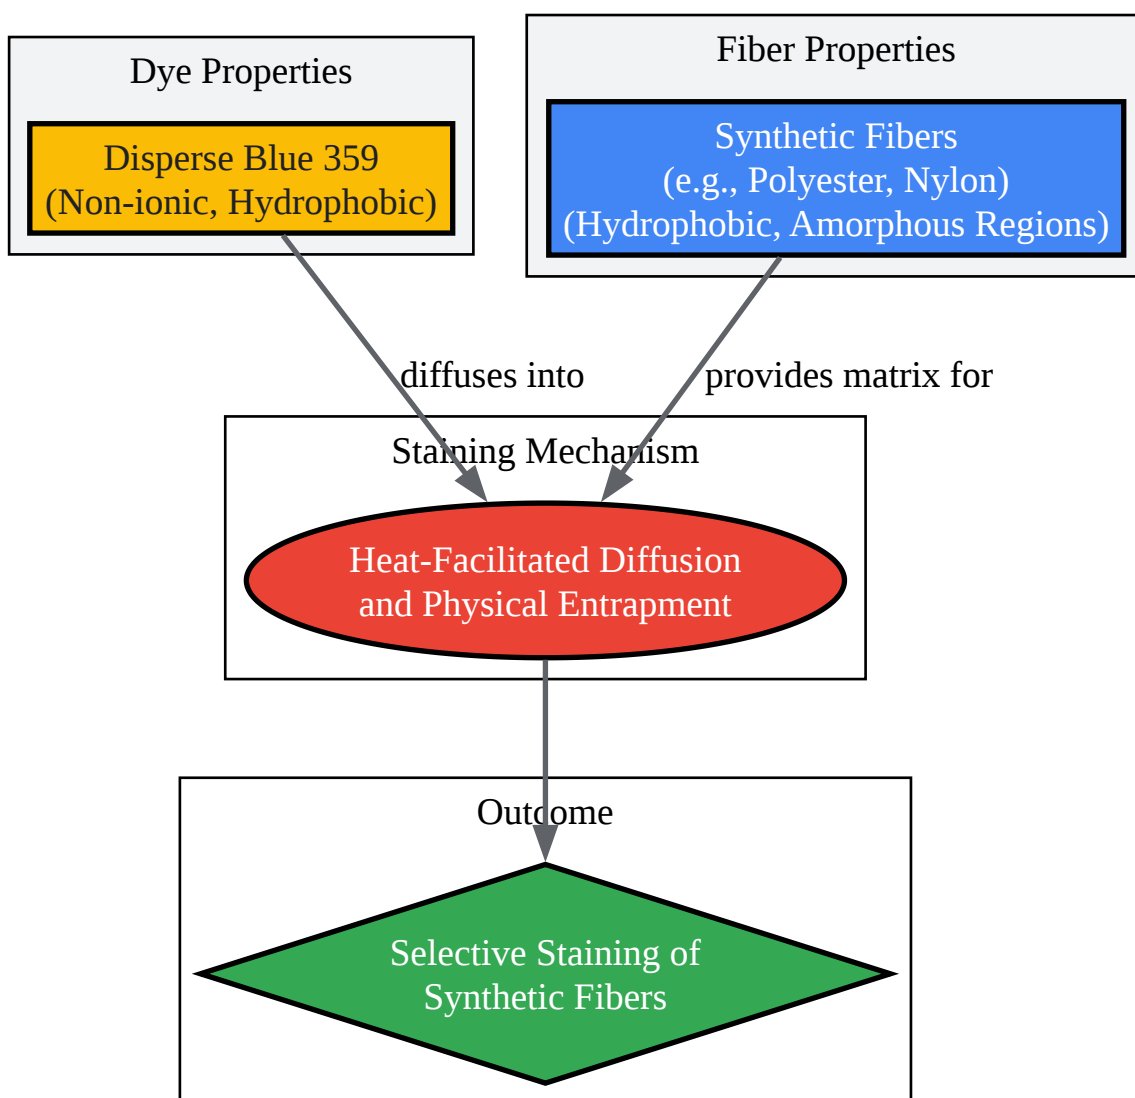 Dye Properties
Disperse Blue 359
(Non-ionic, Hydrophobic)
Fiber Properties
Synthetic Fibers
(e.g., Polyester, Nylon)
(Hydrophobic, Amorphous Regions)
diffuses into
provides matrix for
Staining Mechanism
Heat-Facilitated Diffusion
and Physical Entrapment
Outcome
Selective Staining of
Synthetic Fibers